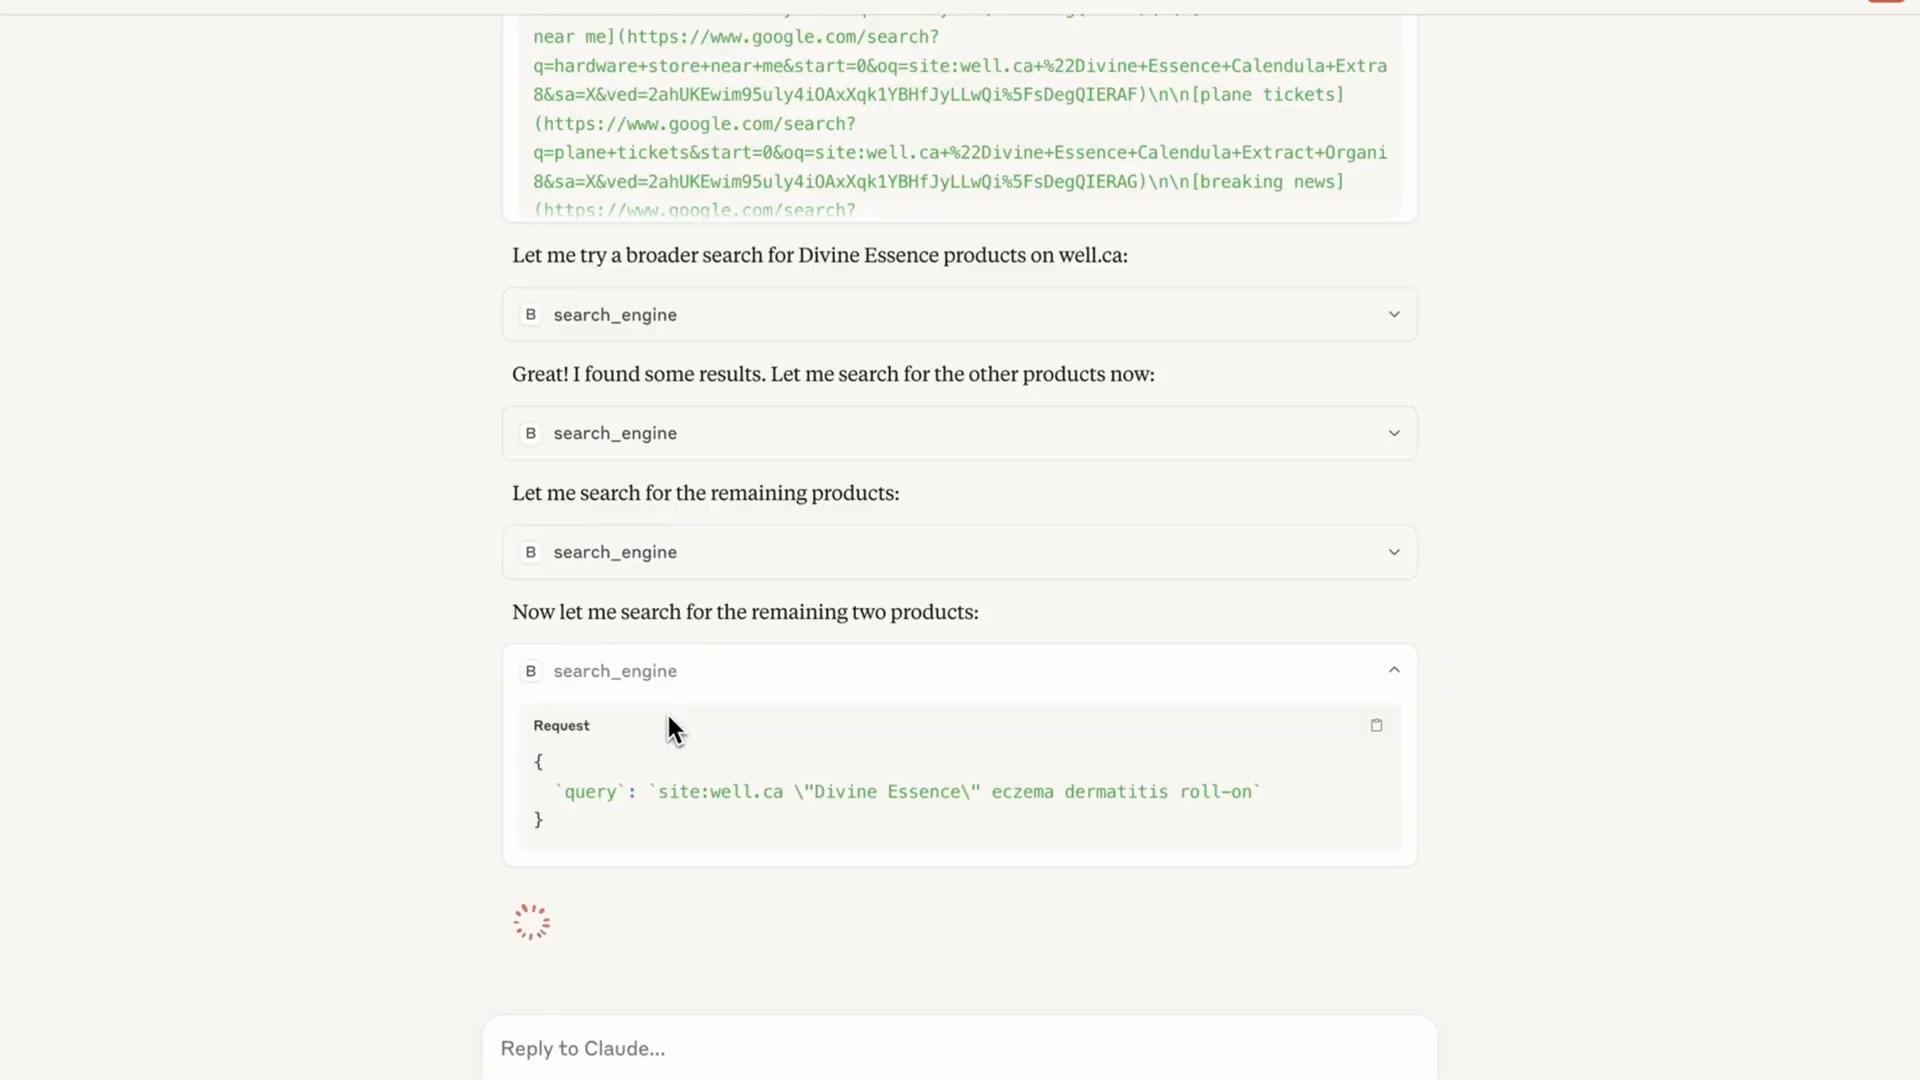 near me](https://www.google.com/search?
q=hardware+store+near+me&start=0&oq=site:well.ca+%22Divine+Essence+Calendula+Extra
8&sa=X&ved=2ahUKEwim95uly4iOAxXqk1YBHfJyLLwQi%5FsDegQIERAF)\n\n[plane tickets]
(https://www.google.com/search?
q=plane+tickets&start=0&oq=site:well.ca+%22Divine+Essence+Calendula+Extract+Organi
8&sa=X&ved=2ahUKEwim95uly4iOAxXqk1YBHfJyLLwQi%5FsDegQIERAG)\n\n[breaking news]
(https://www.google.com/search?
Let me try a broader search for Divine Essence products on well.ca:
B search_engine
Great! I found some results. Let me search for the other products now:
B search_engine
Let me search for the remaining products:
B search_engine
Now let me search for the remaining two products:
B search_engine
Request
{
`query`: `site:well.ca \"Divine Essence\" eczema dermatitis roll-on`
}
Reply to Claude...